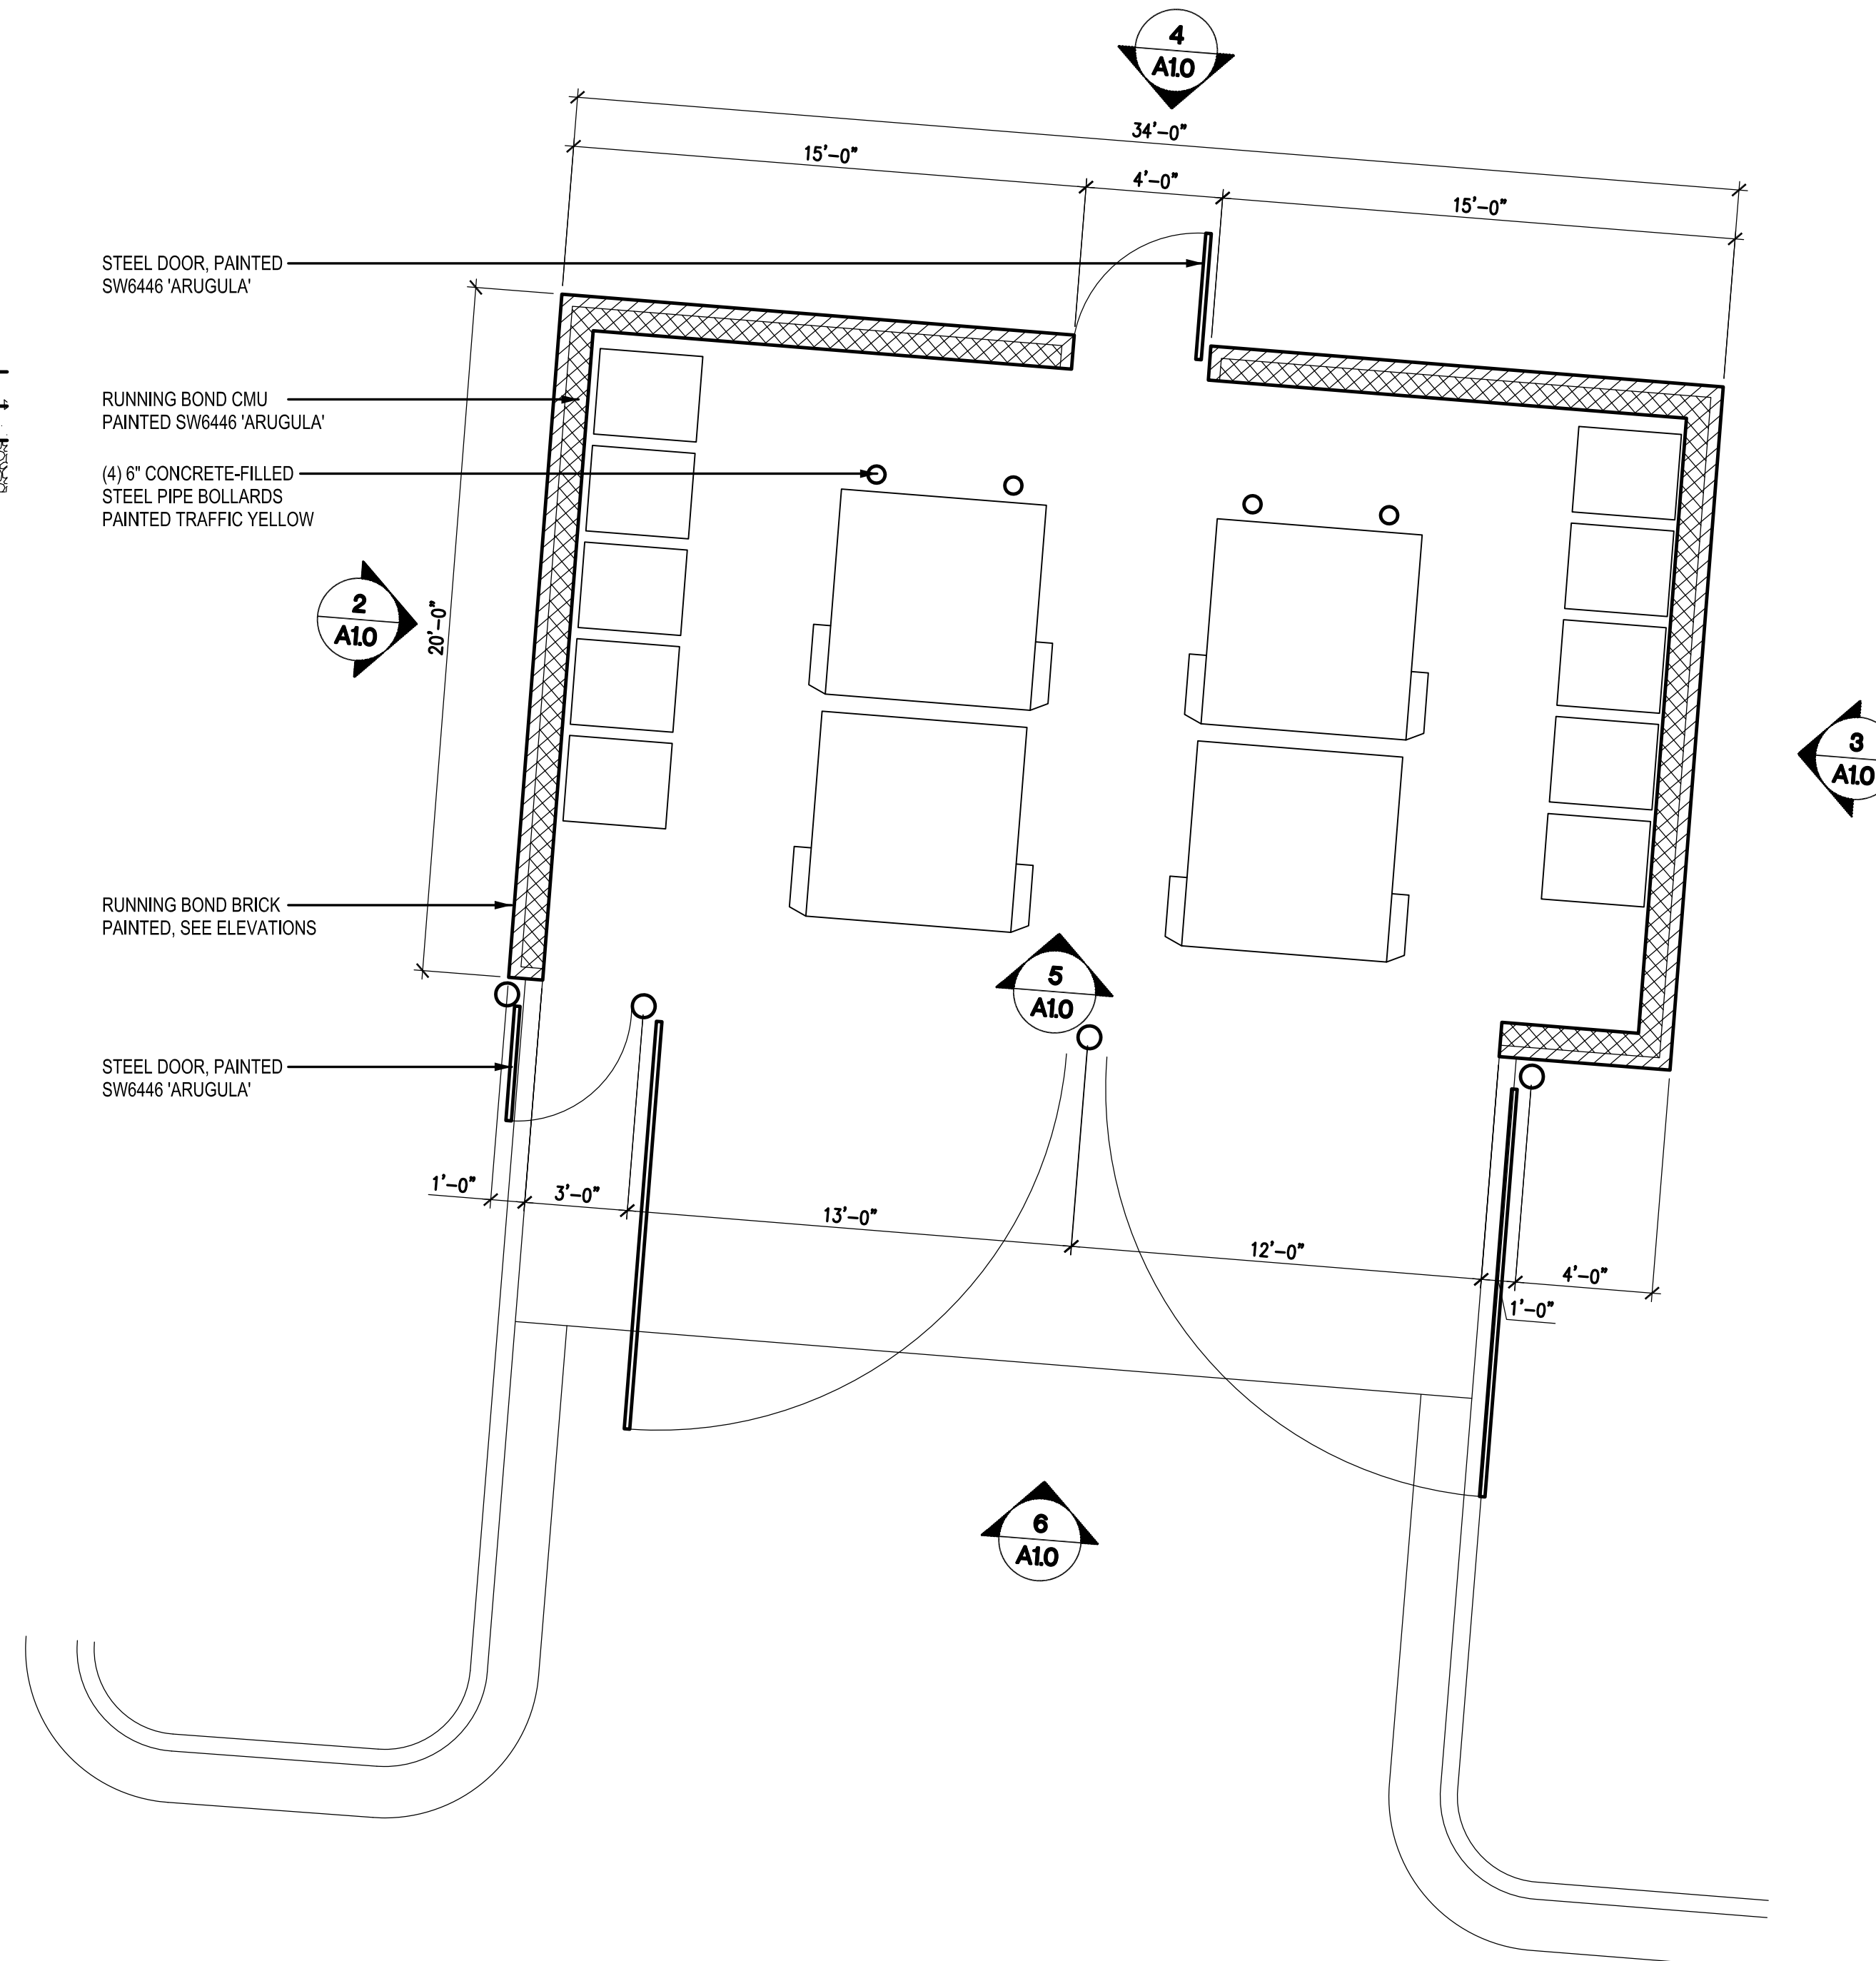 4
A1.0
34'-0"
15'-0"
4'-0"
15'-0"
STEEL DOOR, PAINTED
SW6446 'ARUGULA'
RUNNING BOND CMU
PAINTED SW6446 'ARUGULA'
(4) 6" CONCRETE-FILLED
STEEL PIPE BOLLARDS
PAINTED TRAFFIC YELLOW
2
A1.0
20'-0"
3
A1.0
RUNNING BOND BRICK
PAINTED, SEE ELEVATIONS
5
A1.0
STEEL DOOR, PAINTED
SW6446 'ARUGULA'
1'-0"
3'-0"
13'-0"
12'-0"
4'-0"
1'-0"
6
A1.0